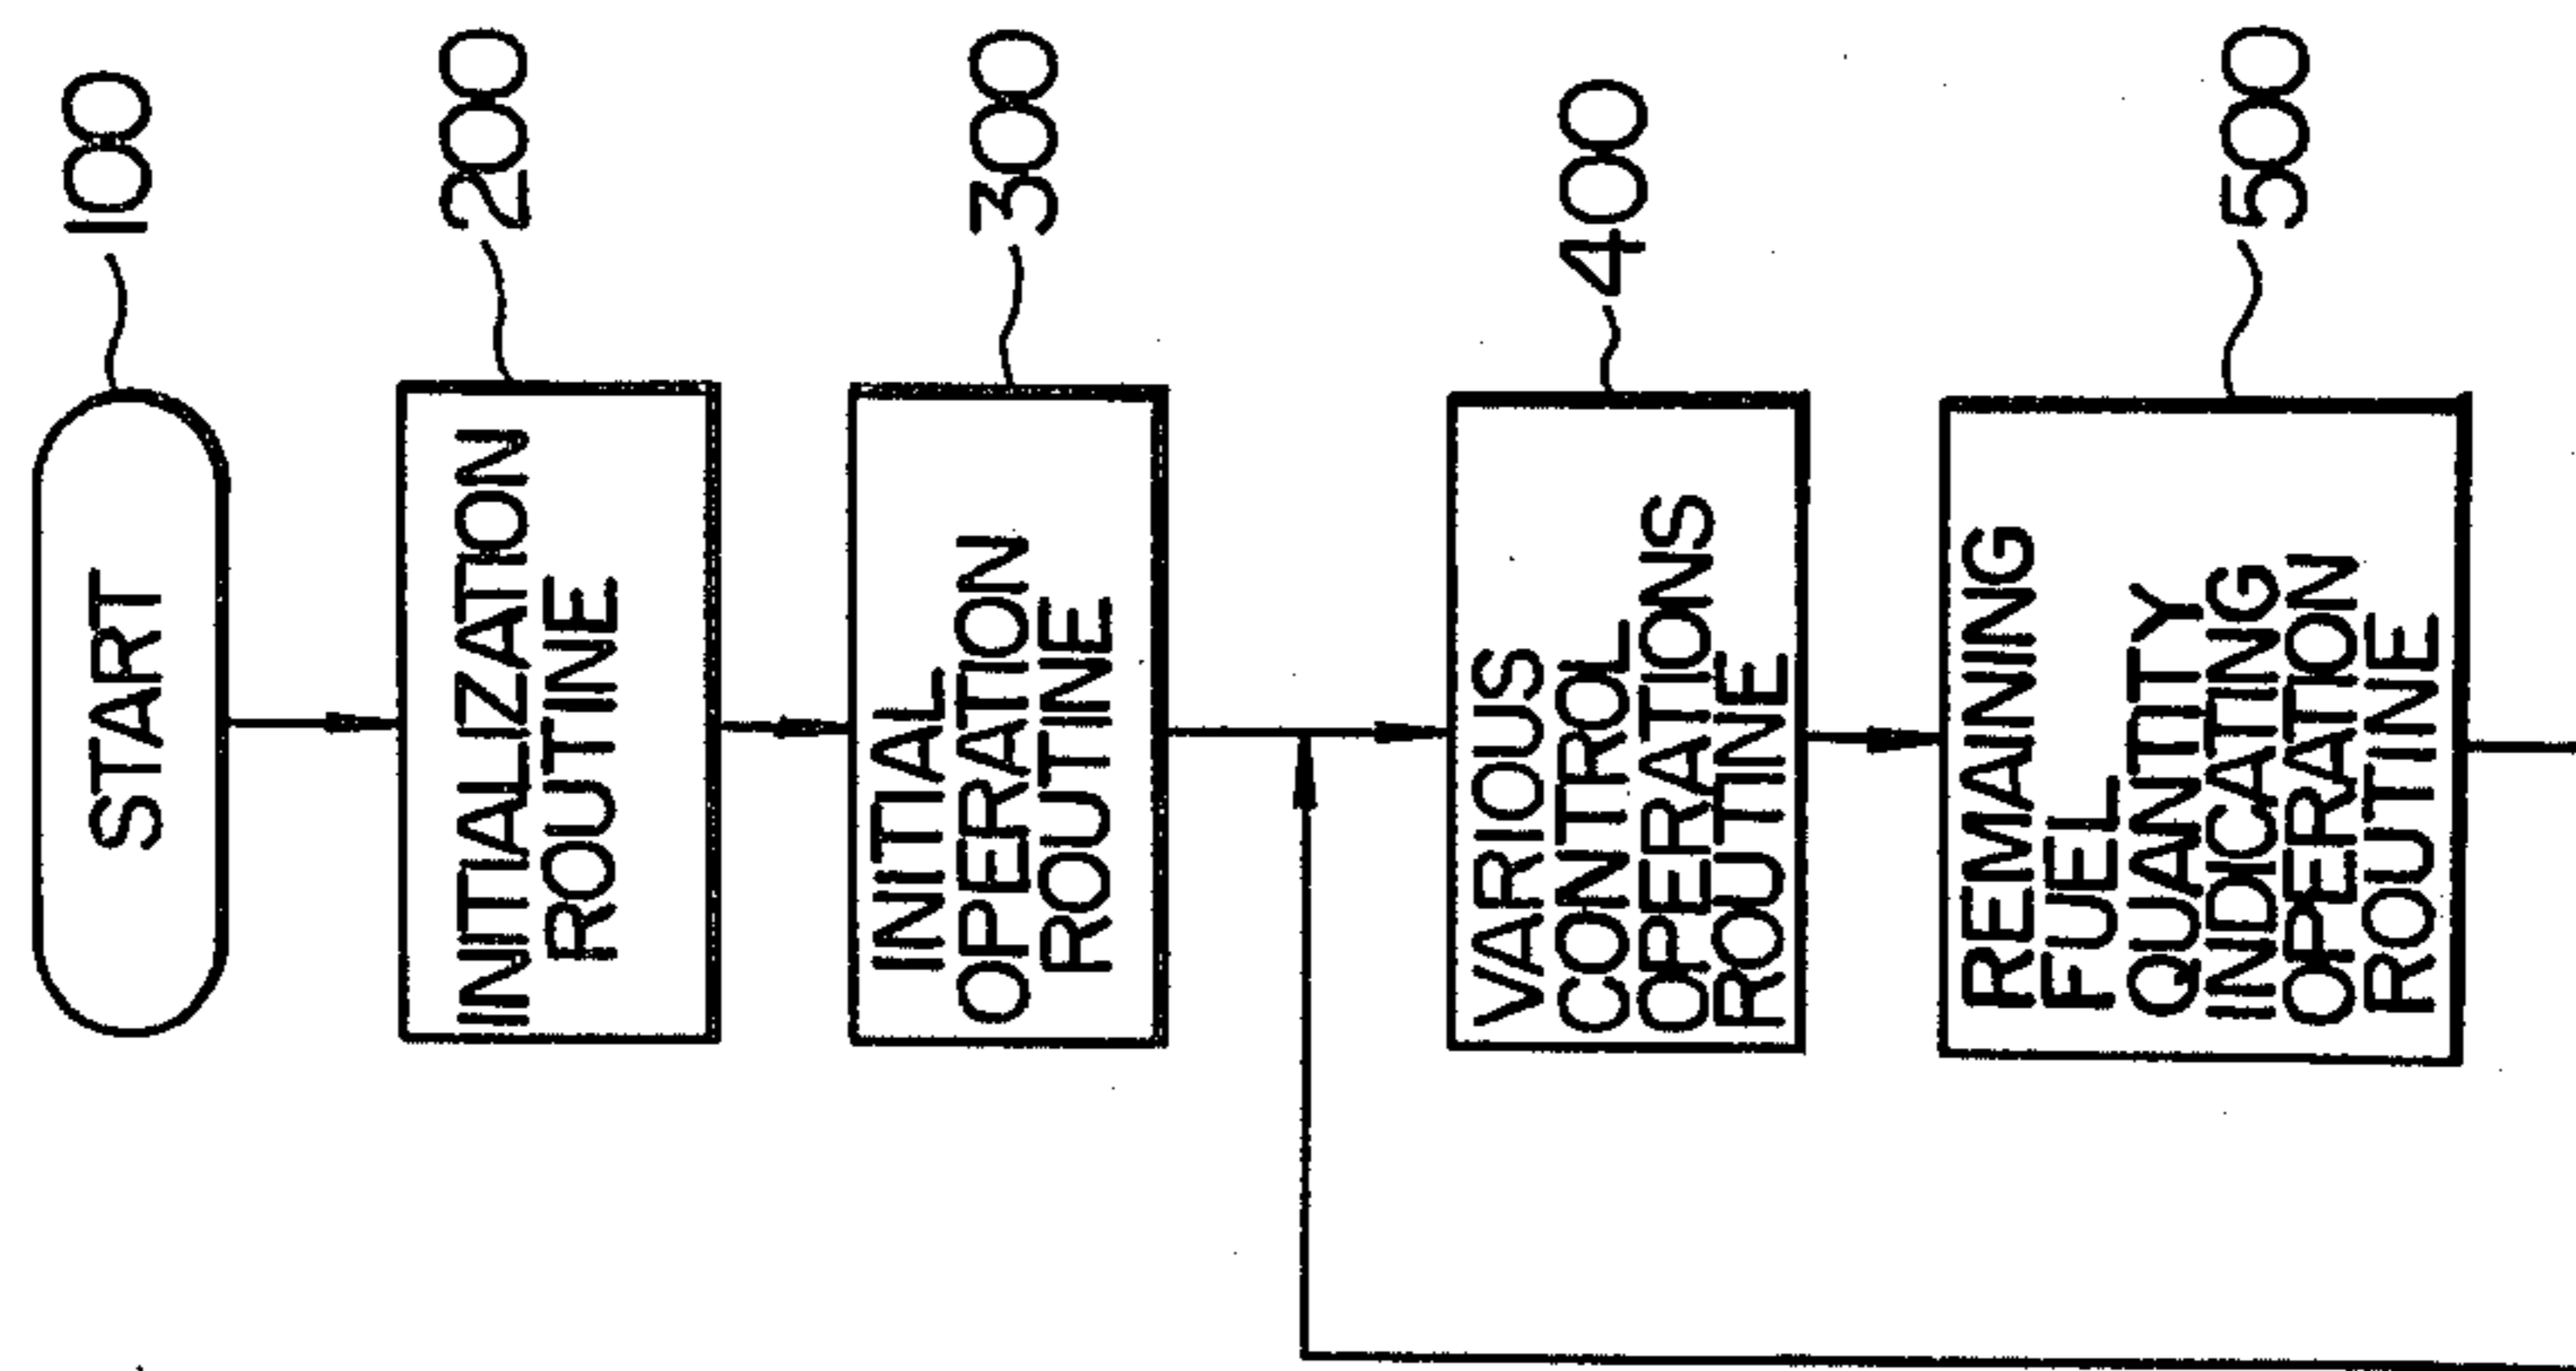 100
START
200
INITIALIZATION
ROUTINE
300
INITIAL
OPERATION
ROUTINE
400
VARIOUS
CONTROL
OPERATIONS
ROUTINE
500
REMAINING
FUEL
QUANTITY
INDICATING
OPERATION
ROUTINE